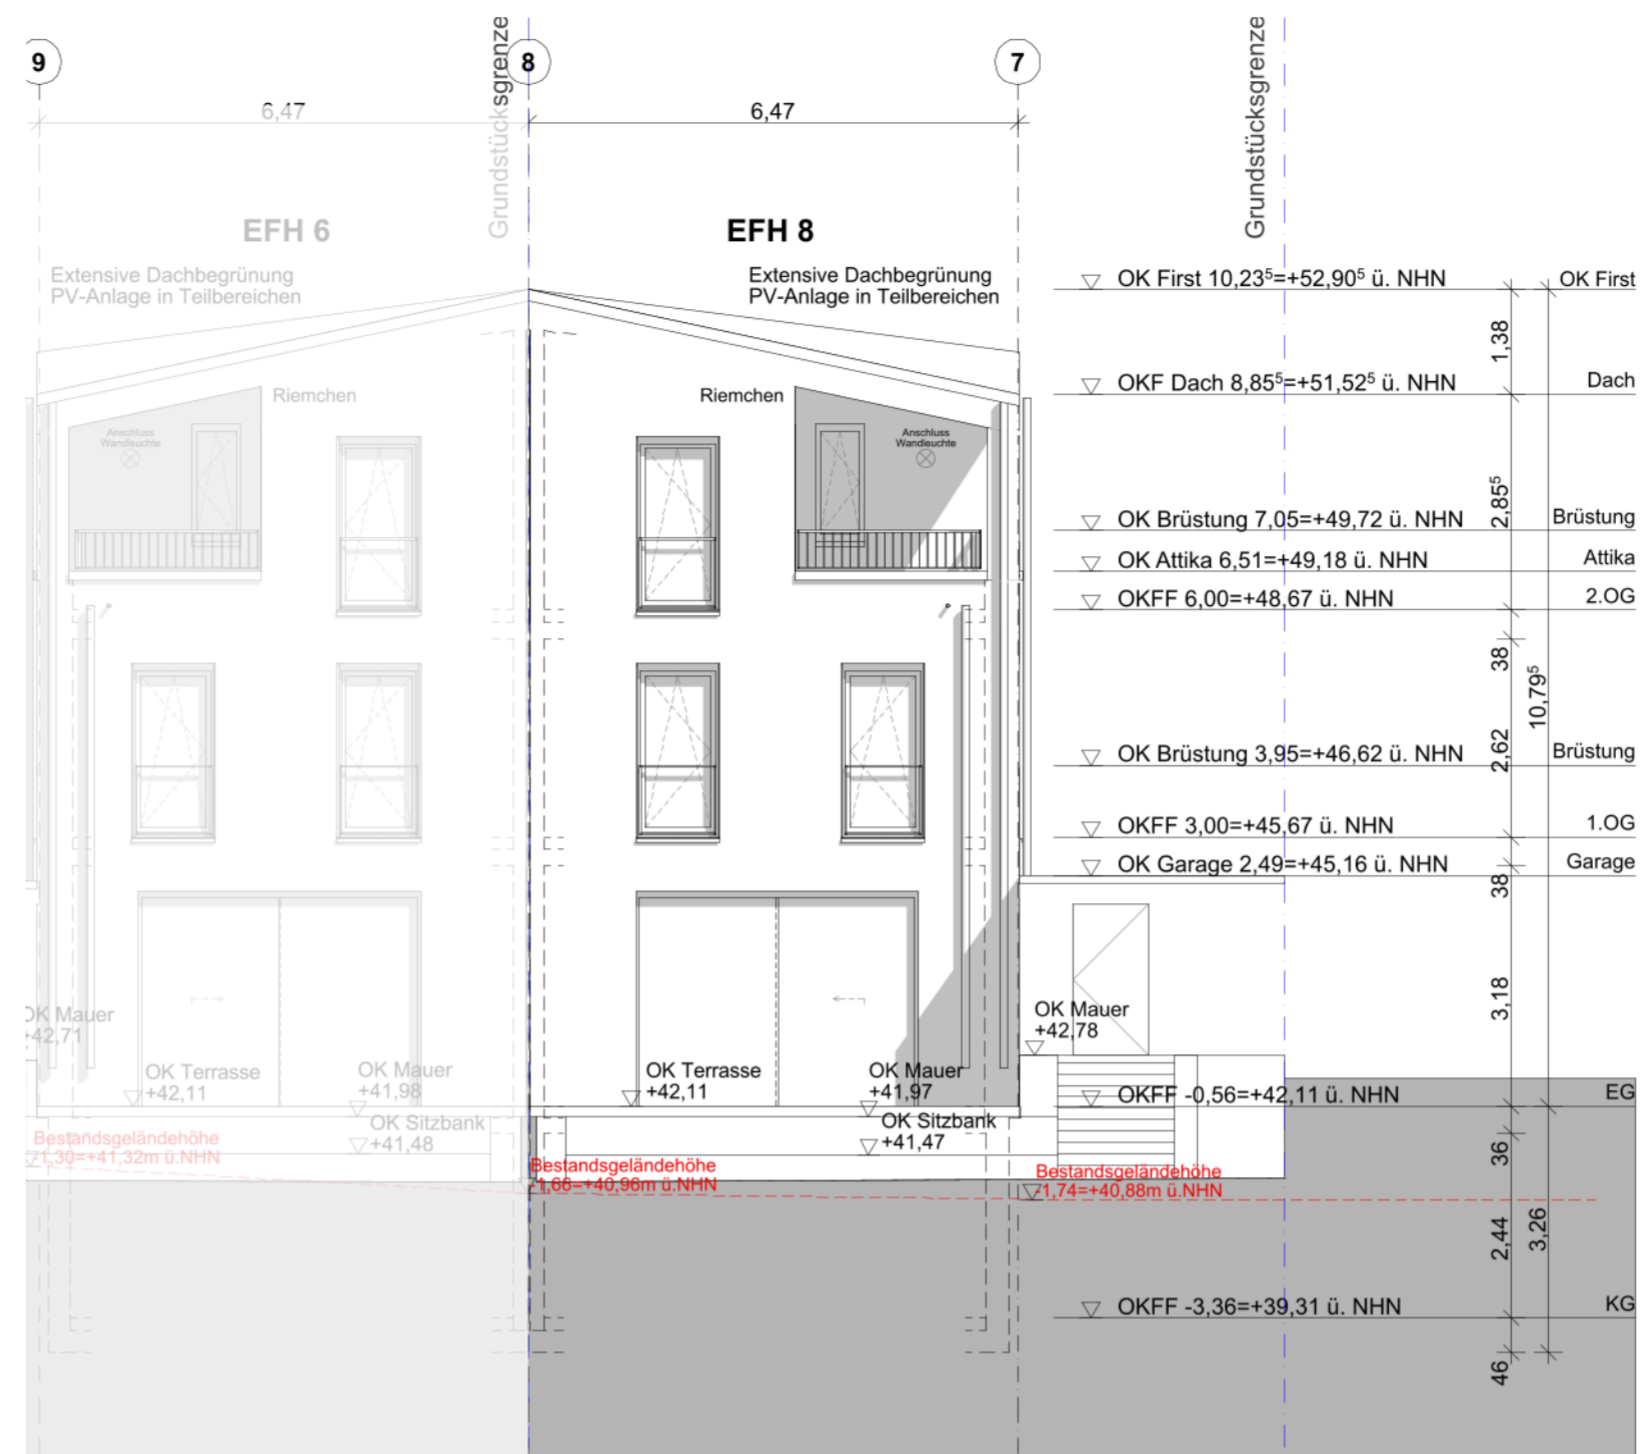 Grundstücksgrenze
Grundstücksgrenze
9
8
7
6,47
6,47
EFH 6
EFH 8
Extensive Dachbegrünung
PV-Anlage in Teilbereichen
Extensive Dachbegrünung
PV-Anlage in Teilbereichen
OK First 10,23⁵=+52,90⁵ ü. NHN
OK First
1,38
OKF Dach 8,85⁵=+51,52⁵ ü. NHN
Dach
Riemchen
Riemchen
Anschluss
Wandleuchte
Anschluss
Wandleuchte
2,85⁵
OK Brüstung 7,05=+49,72 ü. NHN
Brüstung
OK Attika 6,51=+49,18 ü. NHN
Attika
OKFF 6,00=+48,67 ü. NHN
2.OG
38
10,79⁵
2,62
OK Brüstung 3,95=+46,62 ü. NHN
Brüstung
OKFF 3,00=+45,67 ü. NHN
1.OG
OK Garage 2,49=+45,16 ü. NHN
Garage
38
3,18
OK Mauer
+42,71
OK Mauer
+42,78
OK Terrasse
+42,11
OK Mauer
+41,98
OK Terrasse
+42,11
OK Mauer
+41,97
OKFF -0,56=+42,11 ü. NHN
EG
OK Sitzbank
+41,48
OK Sitzbank
+41,47
36
Bestandsgeländehöhe
-1,30=+41,32m ü.NHN
Bestandsgeländehöhe
-1,66=+40,96m ü.NHN
Bestandsgeländehöhe
-1,74=+40,88m ü.NHN
2,44
3,26
OKFF -3,36=+39,31 ü. NHN
KG
46